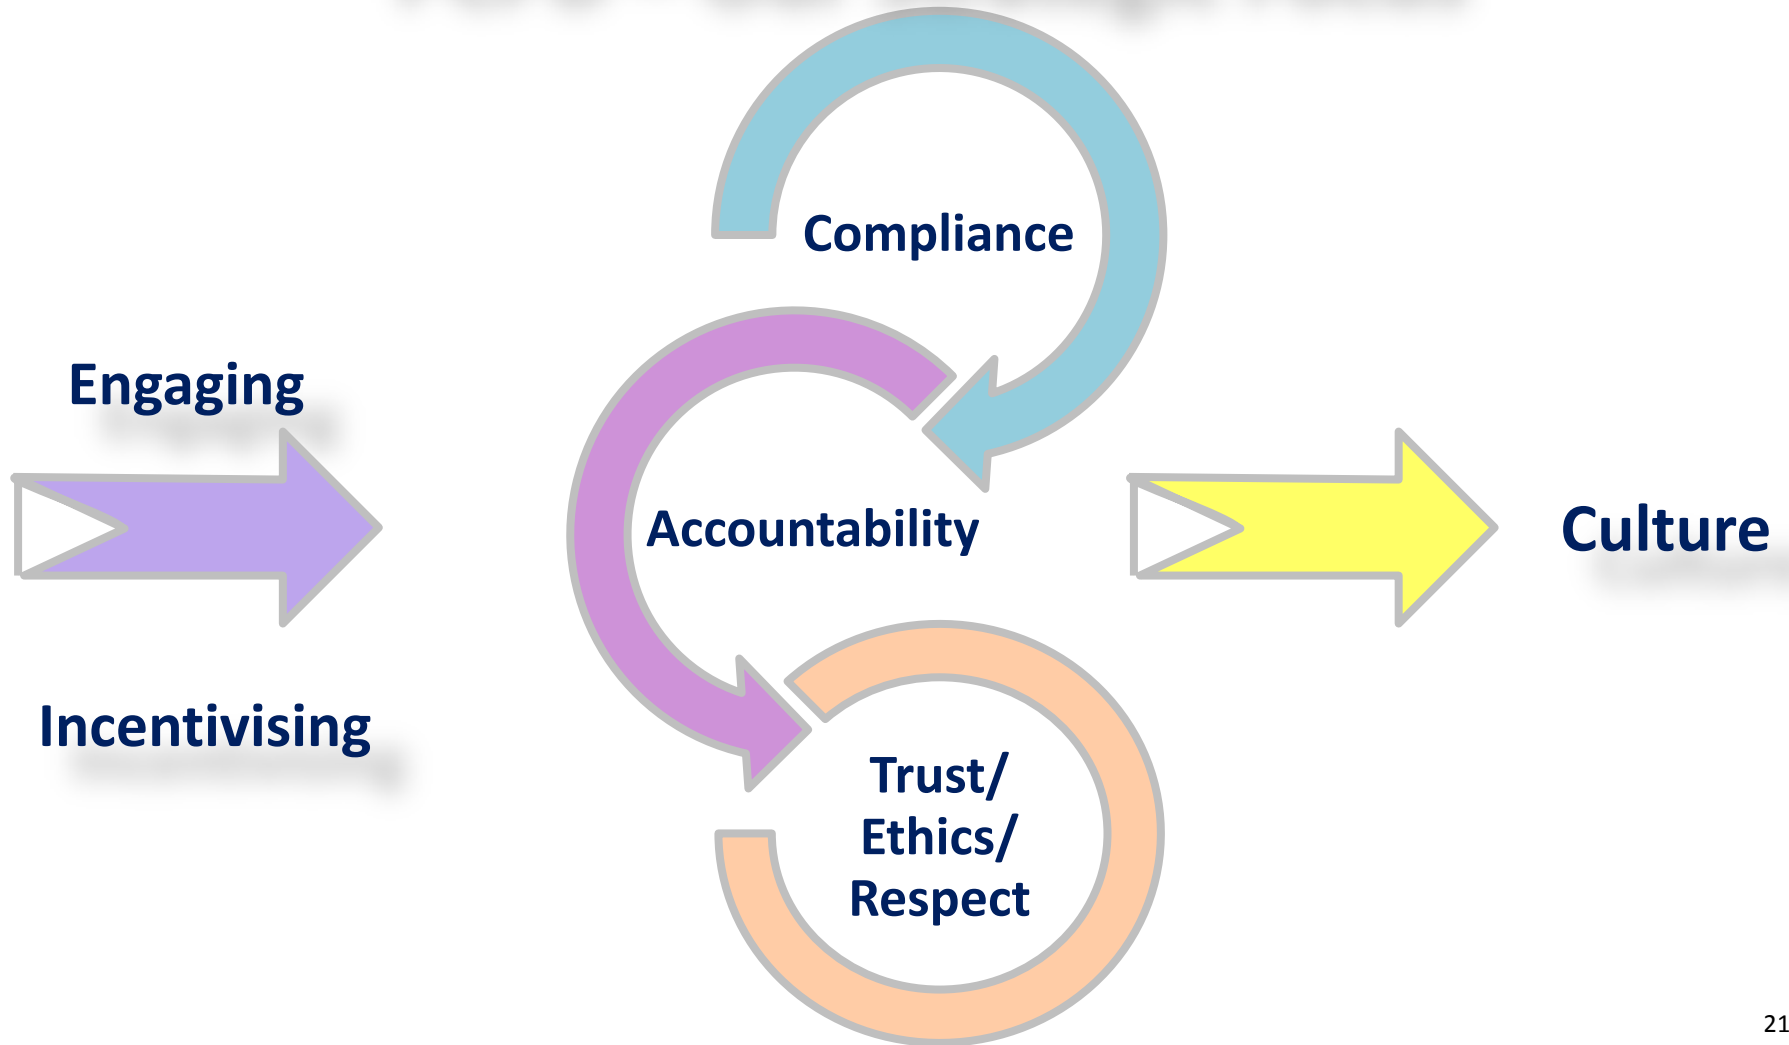 Compliance
Engaging
Accountability
Culture
Incentivising
Trust/
Ethics/
Respect
21